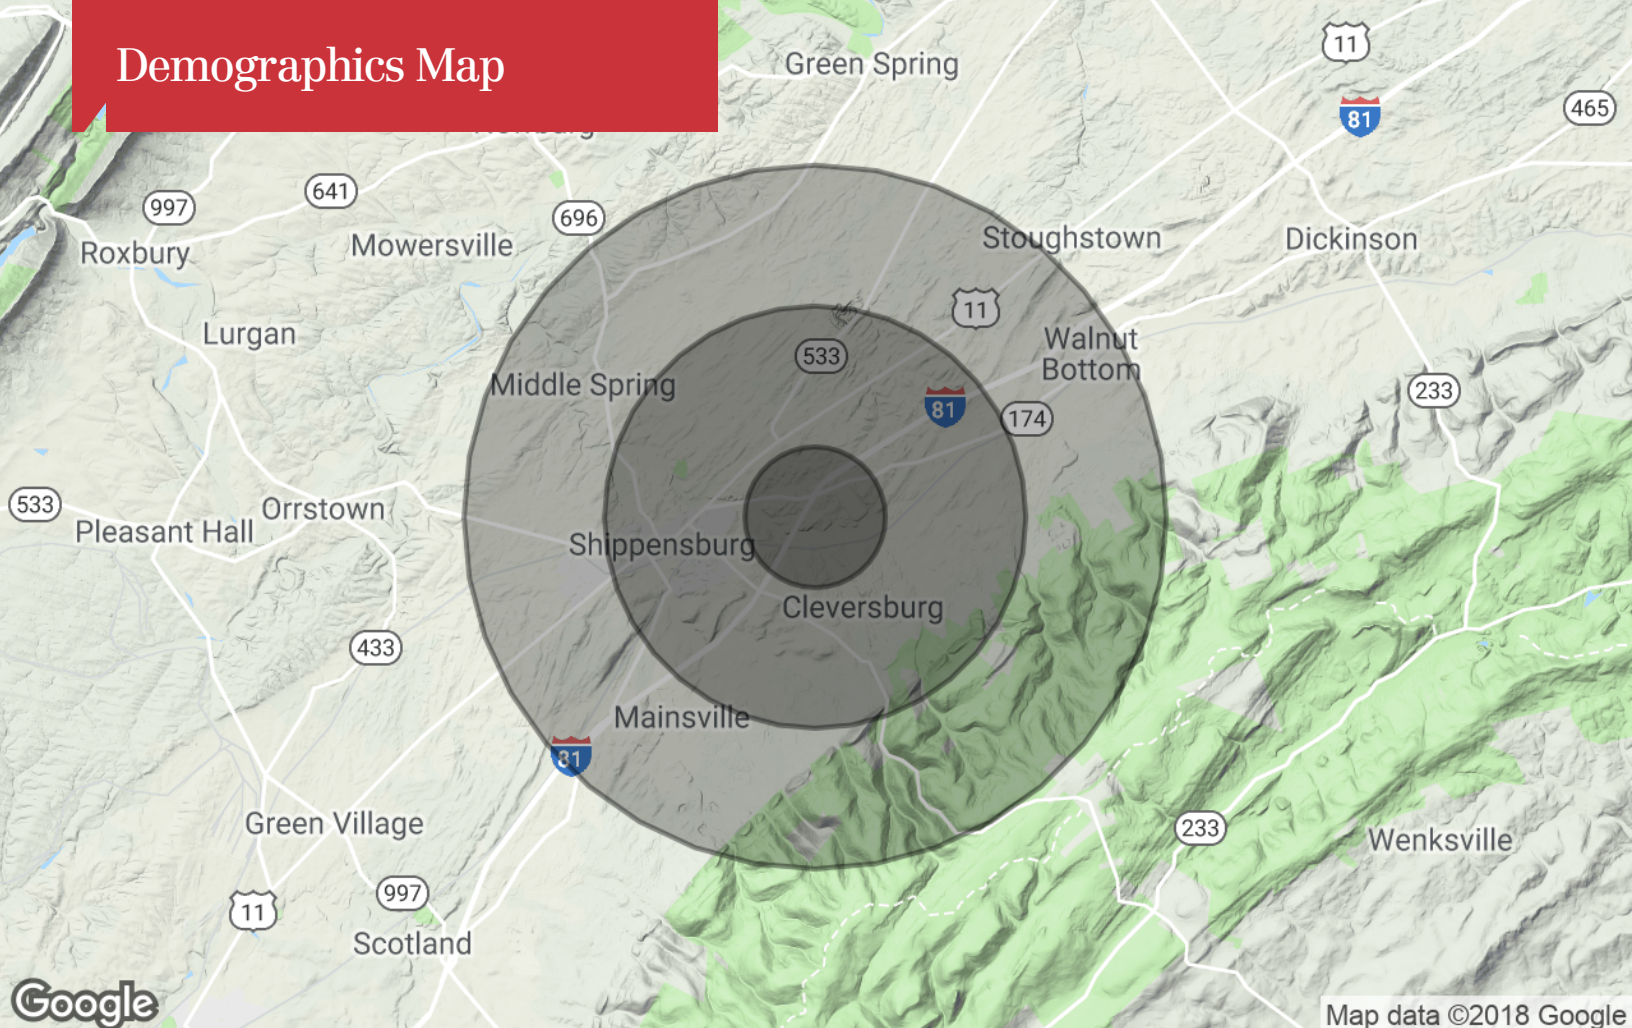 Demographics Map
Green Spring
11
81
465
641
997
696
Roxbury
Mowersville
Stoughstown
Dickinson
11
Lurgan
533
Walnut
Bottom
Middle Spring
81
174
233
533
Orrstown
Pleasant Hall
Shippensburg
Cleversburg
433
Mainsville
81
Green Village
233
Wenksville
997
11
Scotland
Google
Map data ©2018 Google